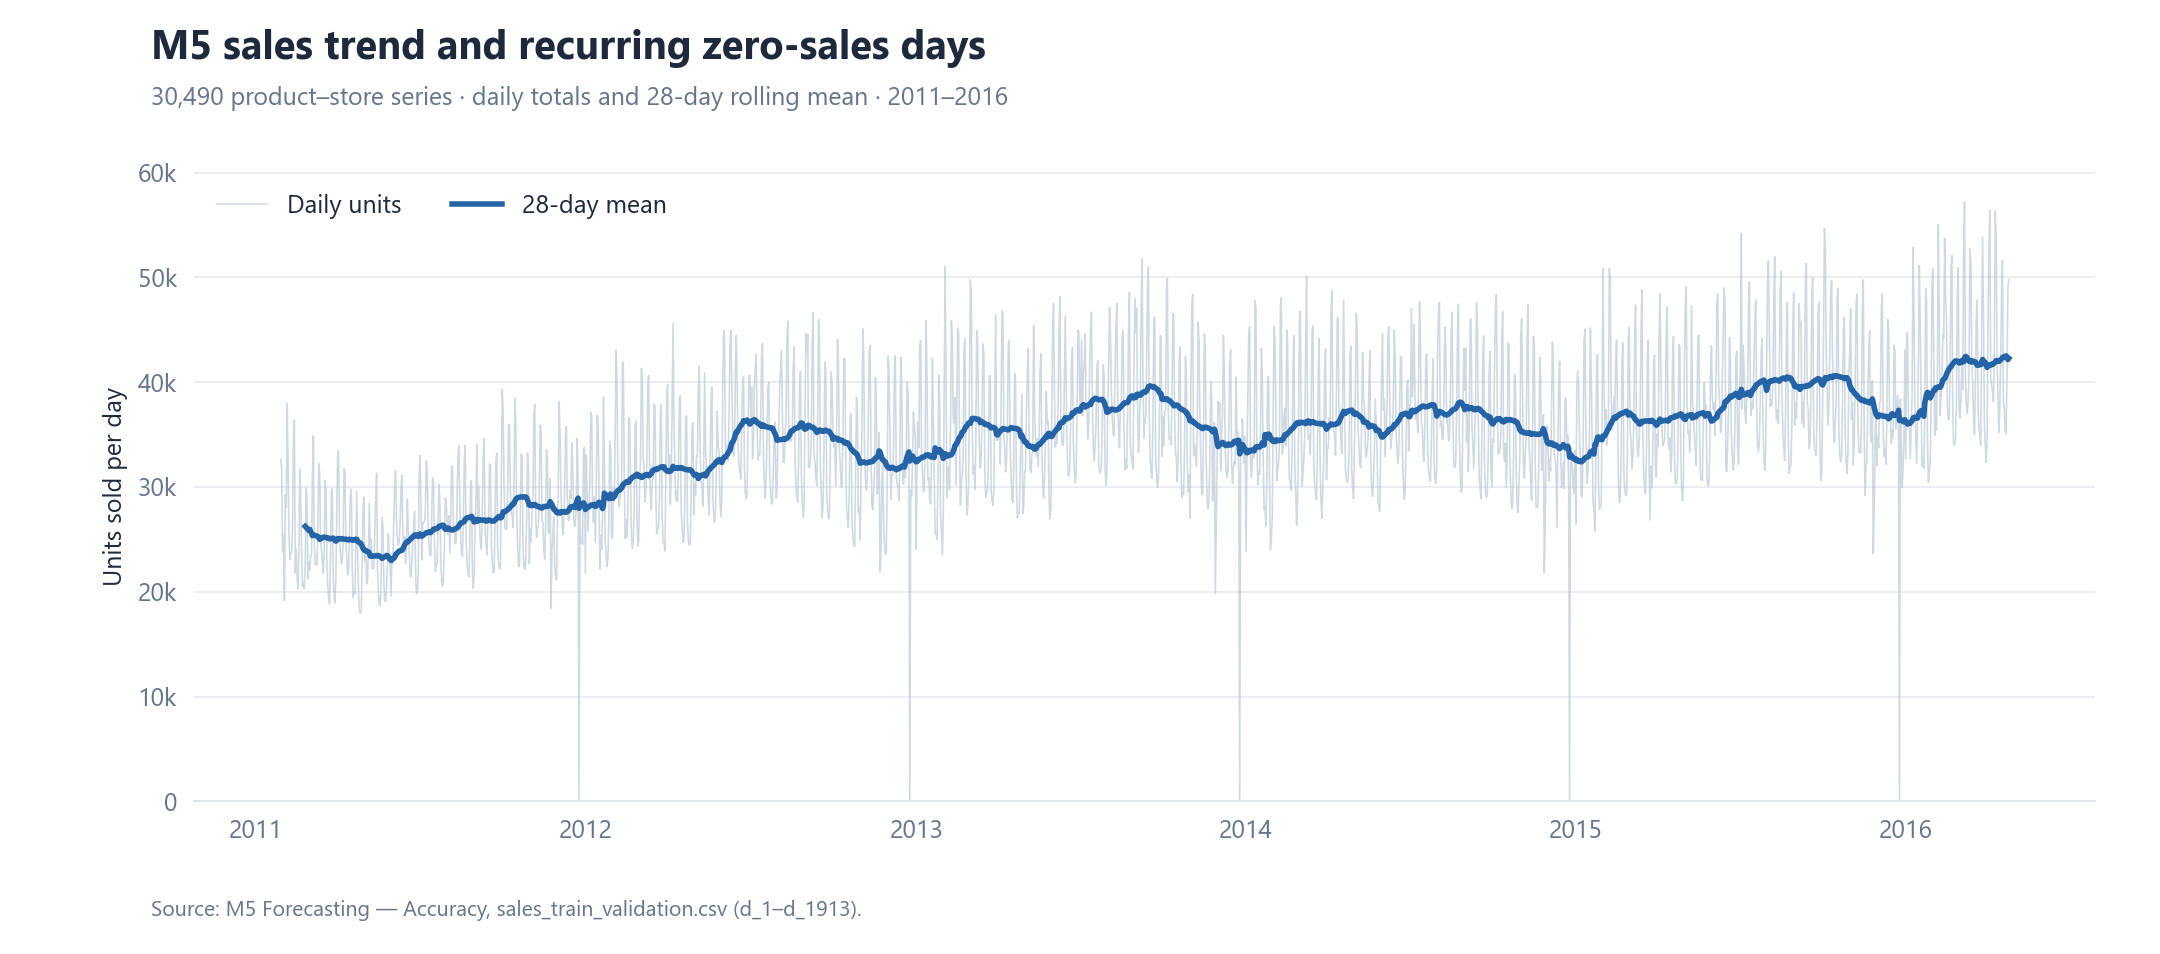 M5 sales trend and recurring zero-sales days
30,490 product–store series · daily totals and 28-day rolling mean · 2011–2016
Daily units
28-day mean
Units sold per day
60k
50k
40k
30k
20k
10k
0
2011
2012
2013
2014
2015
2016
Source: M5 Forecasting — Accuracy, sales_train_validation.csv (d_1–d_1913).